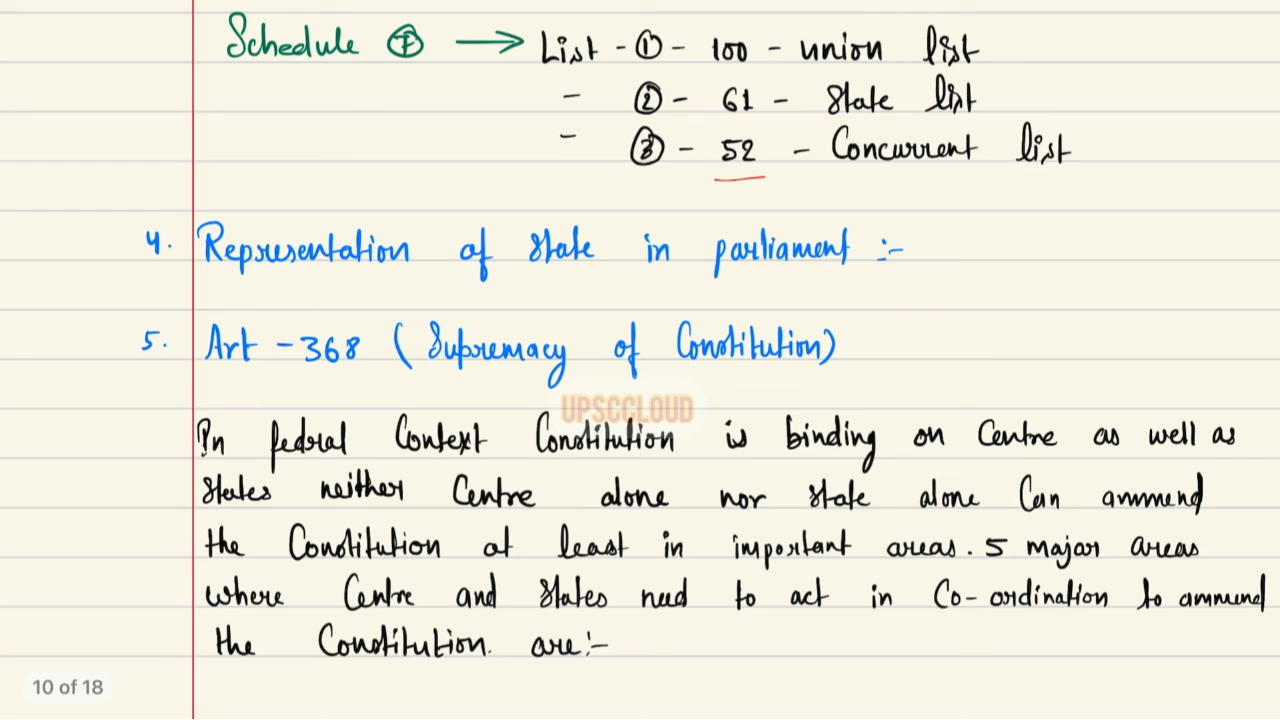 Schedule ⑦ → List - ① - 100 - union list
- ② - 61 - State list
- ③ - 52 - Concurrent list
4. Representation of state in parliament :-
5. Art - 368 (Supremacy of Constitution)
UPSCCLOUD
In fedral Context Constitution is binding on Centre as well as
states neither Centre alone nor state alone Can ammend
the Constitution at least in important areas. 5 major areas
where Centre and states need to act in Co-ordination to ammend
the Constitution. are:-
10 of 18